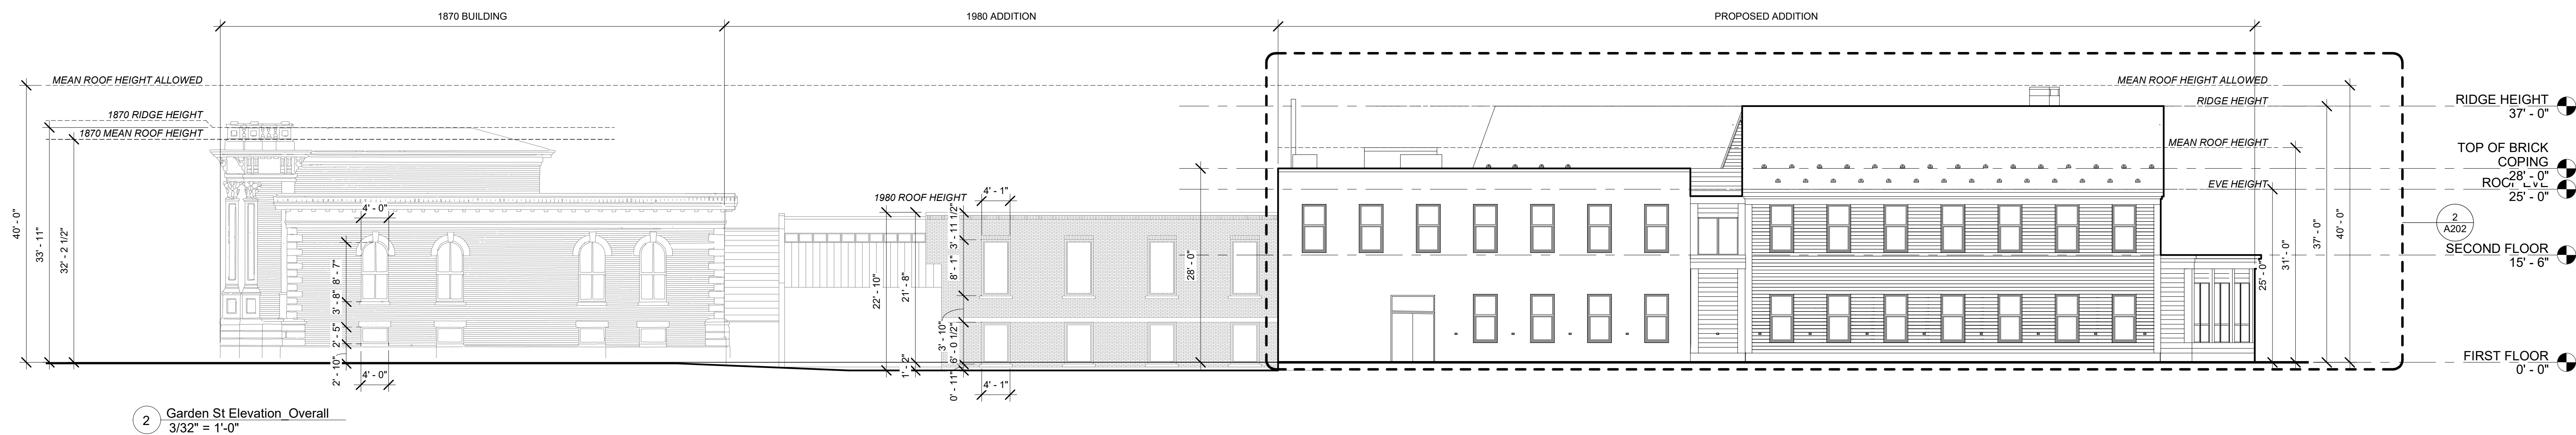 1870 BUILDING
1980 ADDITION
PROPOSED ADDITION
MEAN ROOF HEIGHT ALLOWED
1870 RIDGE HEIGHT
1870 MEAN ROOF HEIGHT
40' - 0"
33' - 11"
32' - 2 1/2"
4' - 0"
8' - 7"
3' - 8"
2' - 5"
2' - 10"
4' - 0"
1980 ROOF HEIGHT
22' - 10"
21' - 8"
1' - 2"
4' - 1"
3' - 11 1/2"
8' - 1"
3' - 10"
6' - 0 1/2"
0' - 11"
4' - 1"
28' - 0"
MEAN ROOF HEIGHT ALLOWED
RIDGE HEIGHT
MEAN ROOF HEIGHT
EVE HEIGHT
25' - 0"
31' - 0"
37' - 0"
40' - 0"
RIDGE HEIGHT
37' - 0"
TOP OF BRICK
COPING
28' - 0"
ROOF EVE
25' - 0"
2
A202
SECOND FLOOR
15' - 6"
FIRST FLOOR
0' - 0"
2
Garden St Elevation_Overall
3/32" = 1'-0"